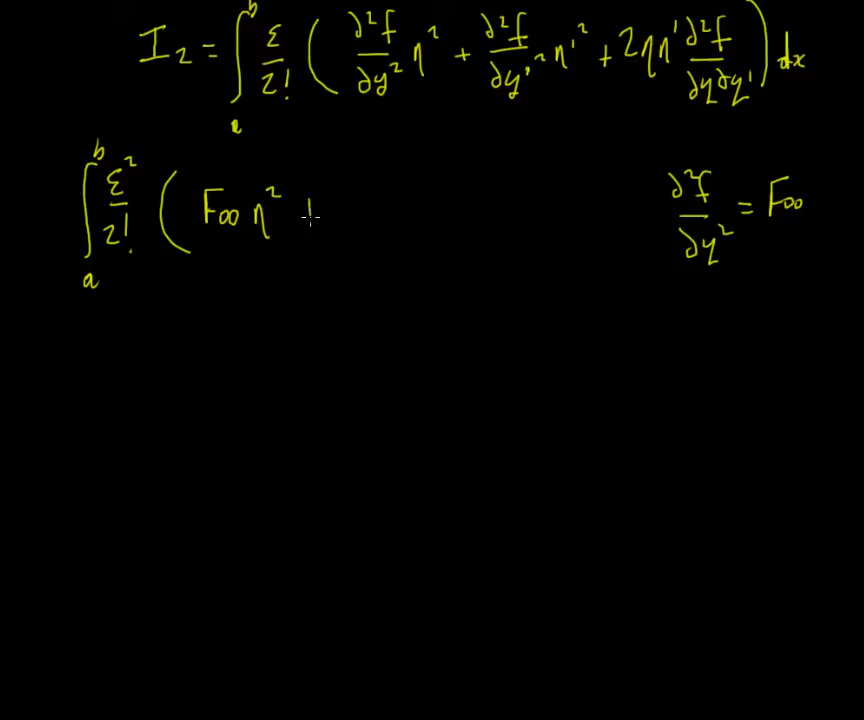 I₂ = ∫ₐᵇ ε/2! ( ∂²f/∂y² η² + ∂²f/∂y'² η'² + 2ηη' ∂²f/∂y∂y' ) dx
∫ₐᵇ ε²/2! ( F₀₀ η² + ∂²f/∂y² = F₀₀